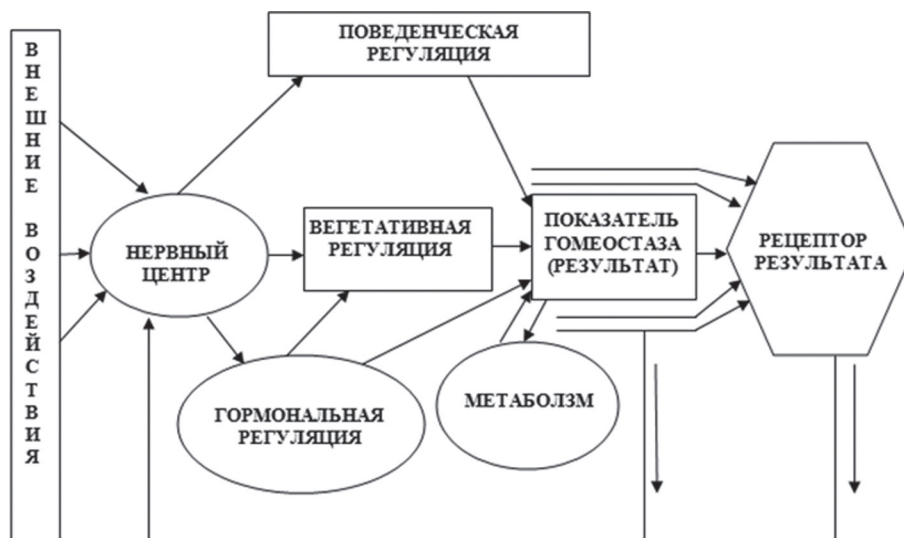 ПОВЕДЕНЧЕСКАЯ
РЕГУЛЯЦИЯ
ВНЕШНИЕ ВОЗДЕЙСТВИЯ
НЕРВНЫЙ
ЦЕНТР
ВЕГЕТАТИВНАЯ
РЕГУЛЯЦИЯ
ПОКАЗАТЕЛЬ
ГОМЕОСТАЗА
(РЕЗУЛЬТАТ)
РЕЦЕПТОР
РЕЗУЛЬТАТА
ГОРМОНАЛЬНАЯ
РЕГУЛЯЦИЯ
МЕТАБОЛЗМ